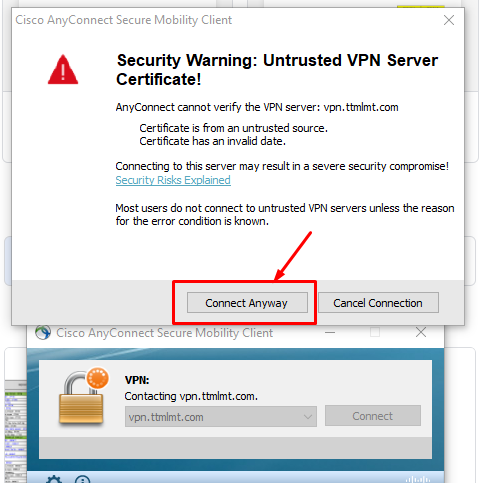 Cisco AnyConnect Secure Mobility Client
Security Warning: Untrusted VPN Server
Certificate!
AnyConnect cannot verify the VPN server: vpn.ttmlmt.com
Certificate is from an untrusted source.
Certificate has an invalid date.
Connecting to this server may result in a severe security compromise!
Security Risks Explained
Most users do not connect to untrusted VPN servers unless the reason
for the error condition is known.
Connect Anyway
Cancel Connection
Cisco AnyConnect Secure Mobility Client
VPN:
Contacting vpn.ttmlmt.com.
vpn.ttmlmt.com
Connect